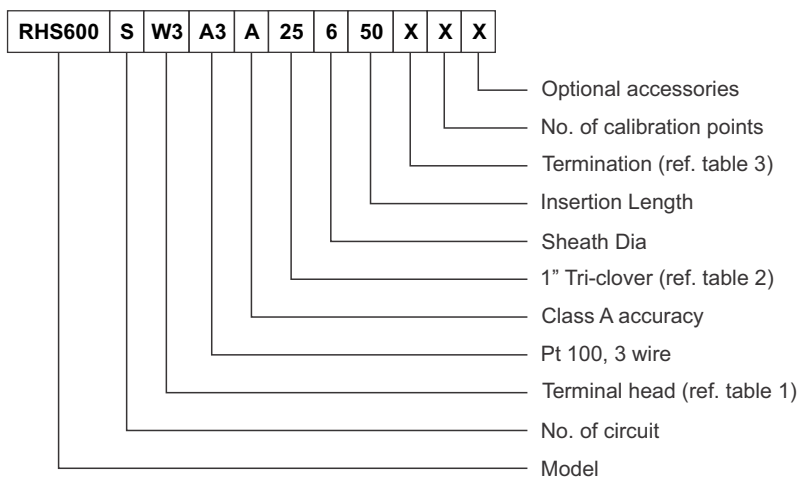 RHS600 S W3 A3 A 25 6 50 X X X
Optional accessories
No. of calibration points
Termination (ref. table 3)
Insertion Length
Sheath Dia
1” Tri-clover (ref. table 2)
Class A accuracy
Pt 100, 3 wire
Terminal head (ref. table 1)
No. of circuit
Model